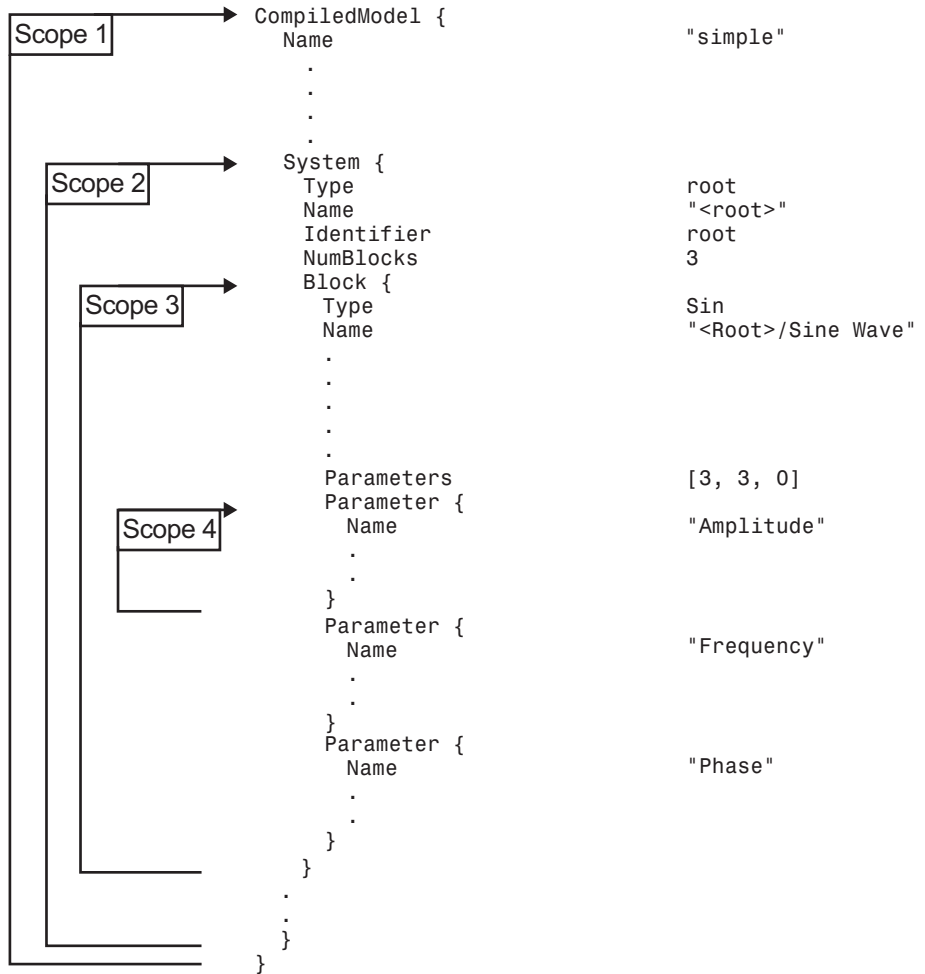 CompiledModel {
Scope 1
Name "simple"
.
.
.
.
System {
Scope 2
Type root
Name "<root>"
Identifier root
NumBlocks 3
Block {
Scope 3
Type Sin
Name "<Root>/Sine Wave"
.
.
.
.
.
Parameters [3, 3, 0]
Parameter {
Scope 4
Name "Amplitude"
.
.
}
Parameter {
Name "Frequency"
.
.
}
Parameter {
Name "Phase"
.
.
}
}
.
.
}
}